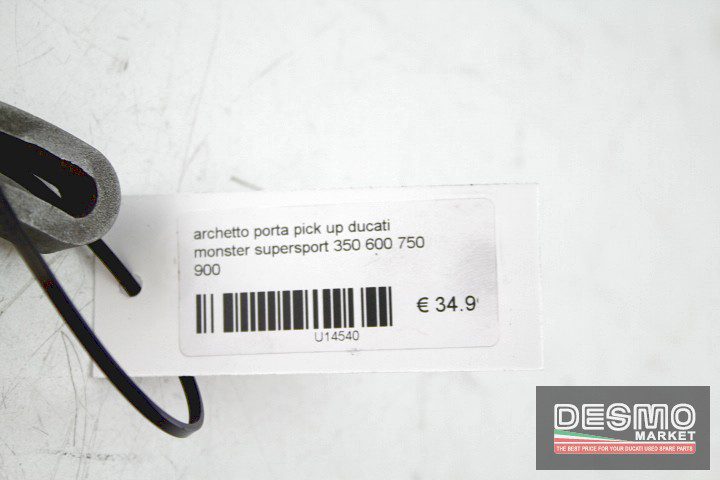 archetto porta pick up ducati
monster supersport 350 600 750
900
€ 34.9
U14540
DESMO
MARKET
THE BEST PRICE FOR YOUR DUCATI USED SPARE PARTS